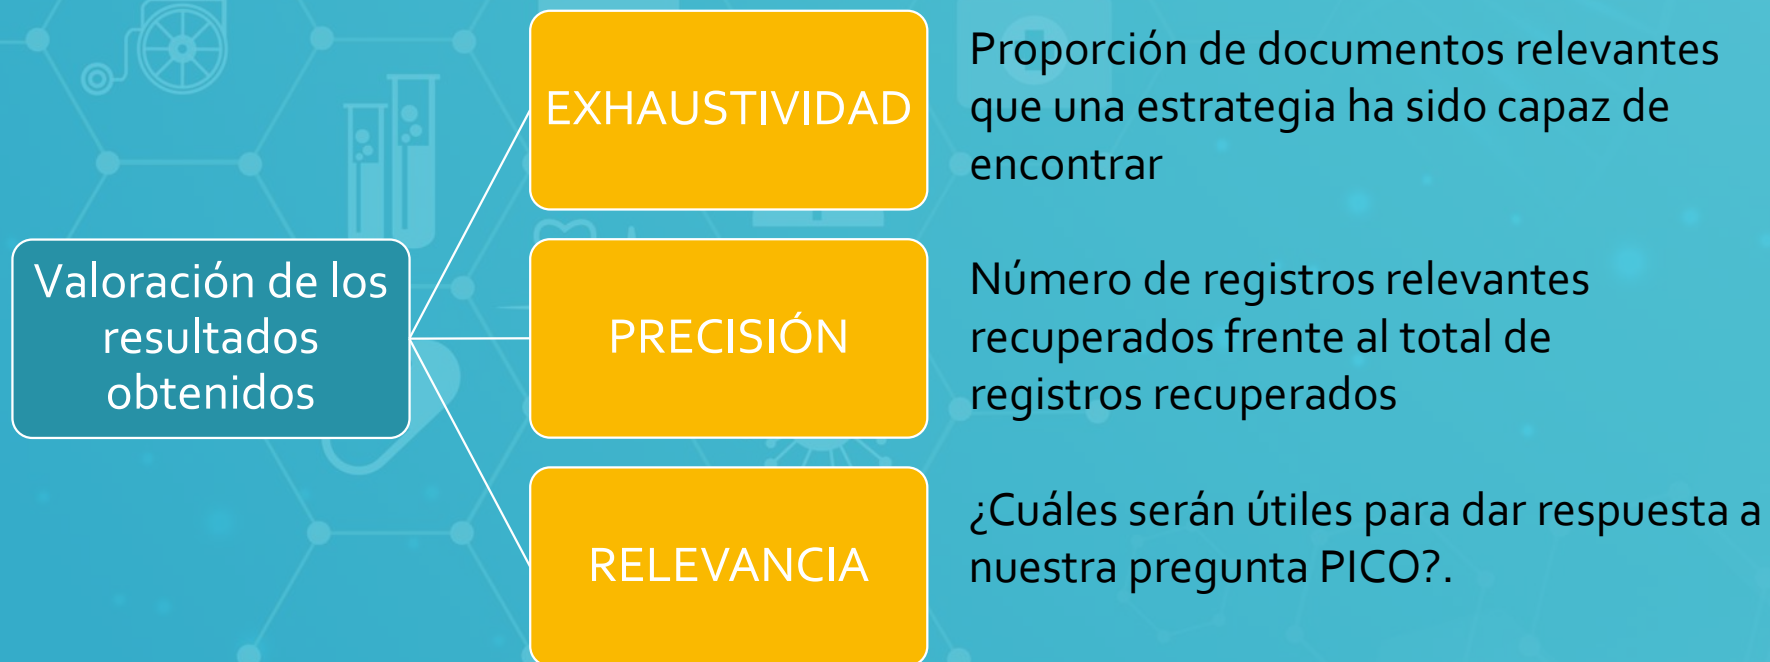 Valoración de los
resultados
obtenidos
EXHAUSTIVIDAD
Proporción de documentos relevantes
que una estrategia ha sido capaz de
encontrar
PRECISIÓN
Número de registros relevantes
recuperados frente al total de
registros recuperados
RELEVANCIA
¿Cuáles serán útiles para dar respuesta a
nuestra pregunta PICO?.